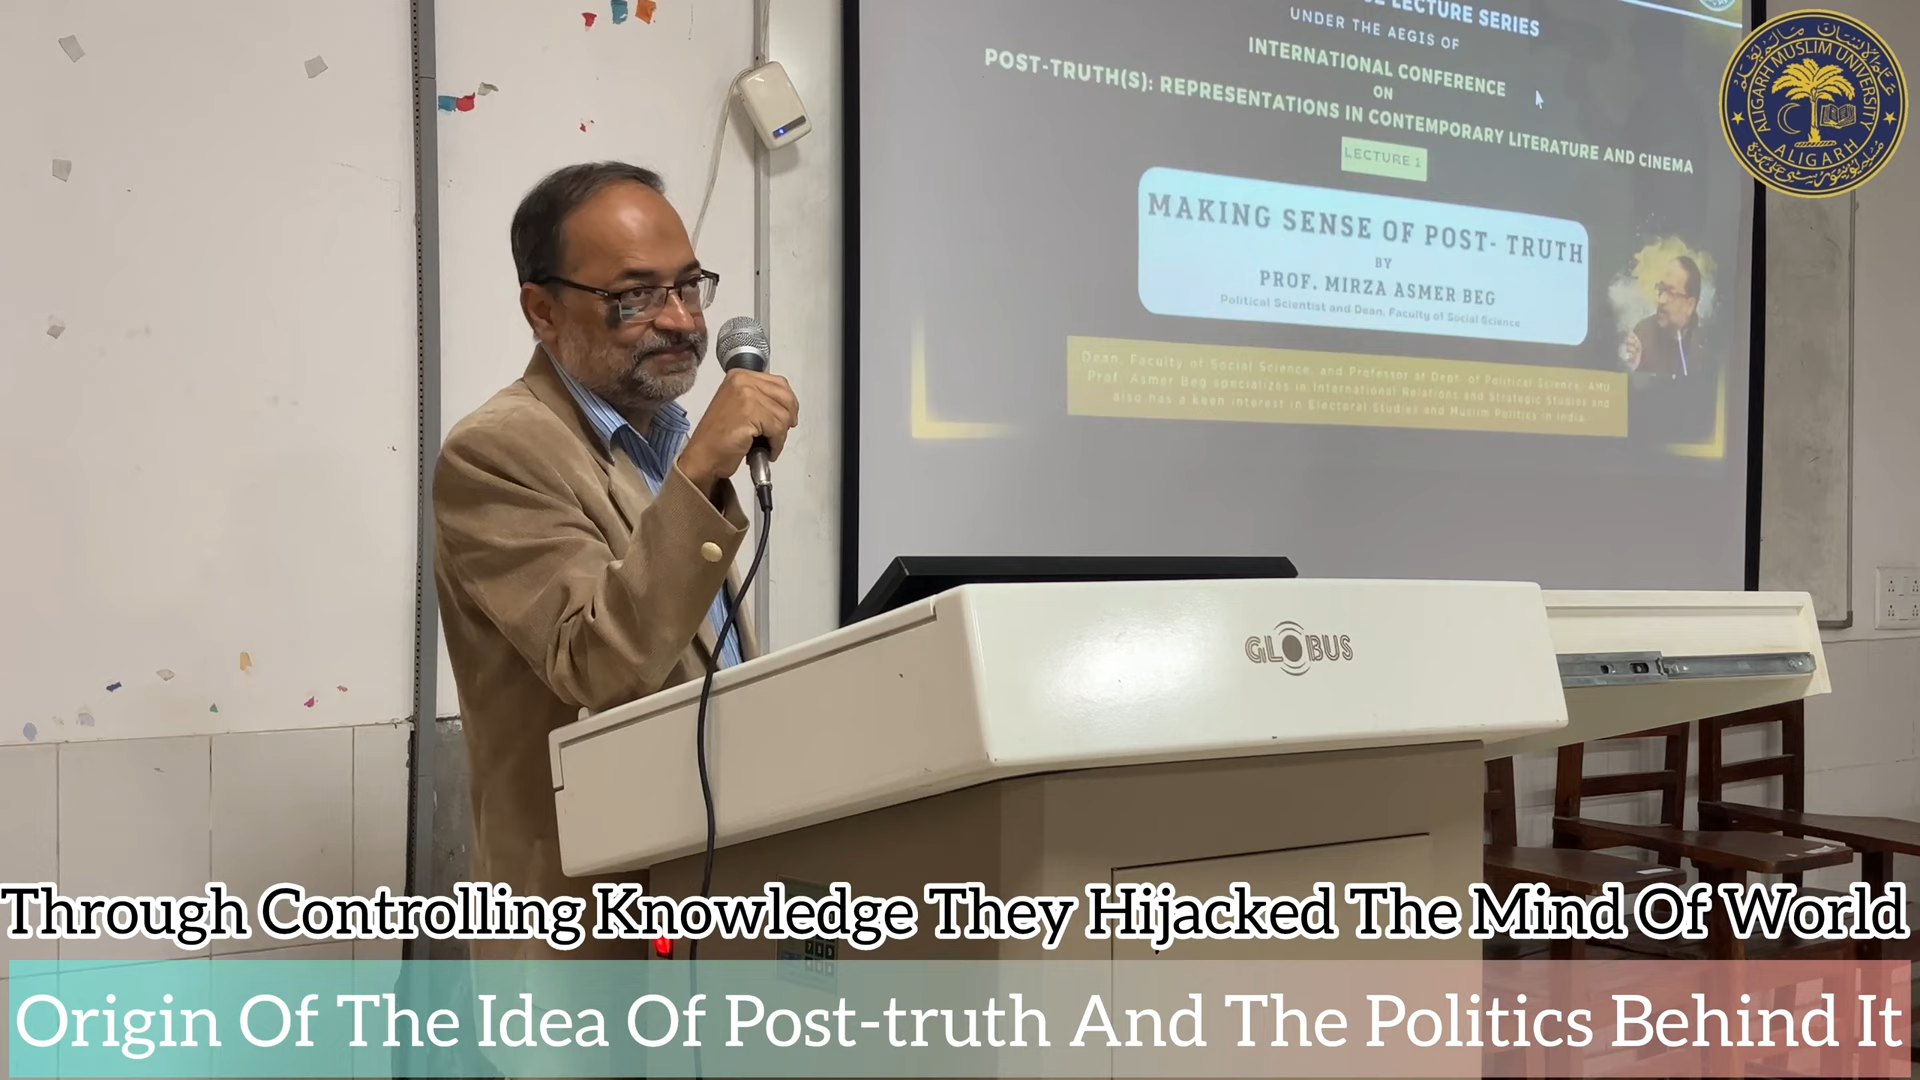 LECTURE SERIES
UNDER THE AEGIS OF
INTERNATIONAL CONFERENCE
ON
POST-TRUTH(S): REPRESENTATIONS IN CONTEMPORARY LITERATURE AND CINEMA
LECTURE 1
MAKING SENSE OF POST- TRUTH
BY
PROF. MIRZA ASMER BEG
Political Scientist and Dean, Faculty of Social Science
Dean, Faculty of Social Science, and Professor at Dept. of Political Science, AMU
Prof. Asmer Beg specializes in International Relations and Strategic Studies and
also has a keen interest in Electoral Studies and Muslim Politics in India.
ALIGARH MUSLIM UNIVERSITY
ALIGARH
GLOBUS
Through Controlling Knowledge They Hijacked The Mind Of World
Origin Of The Idea Of Post-truth And The Politics Behind It